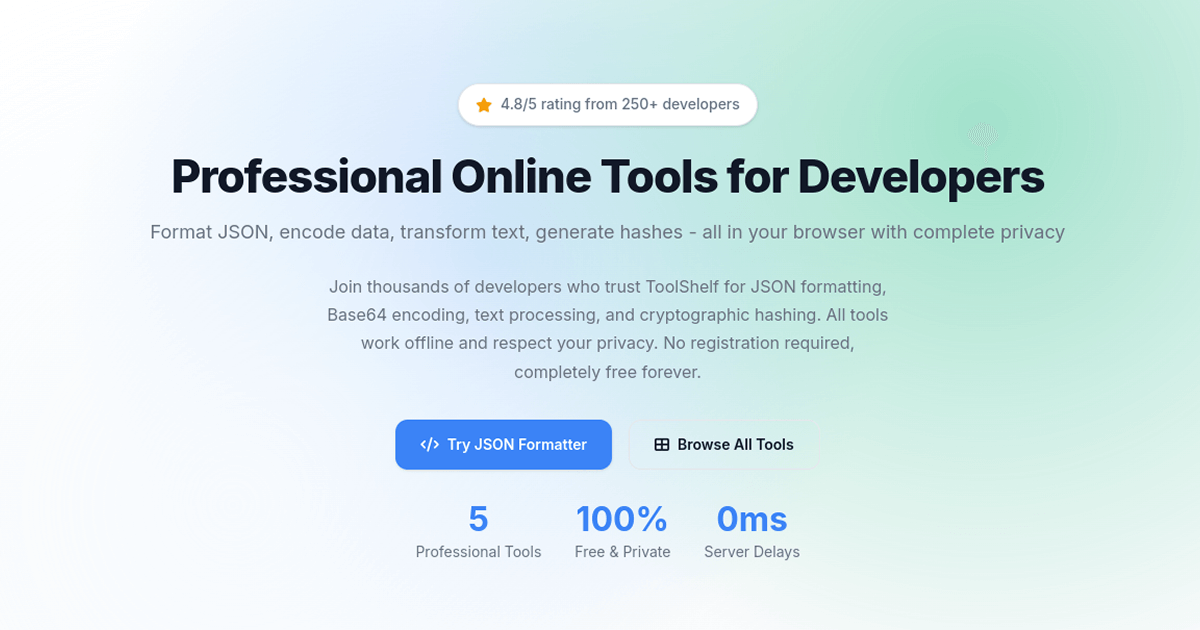 4.8/5 rating from 250+ developers
Professional Online Tools for Developers
Format JSON, encode data, transform text, generate hashes - all in your browser with complete privacy
Join thousands of developers who trust ToolShelf for JSON formatting,
Base64 encoding, text processing, and cryptographic hashing. All tools
work offline and respect your privacy. No registration required,
completely free forever.
Try JSON Formatter
Browse All Tools
5
Professional Tools
100%
Free & Private
0ms
Server Delays